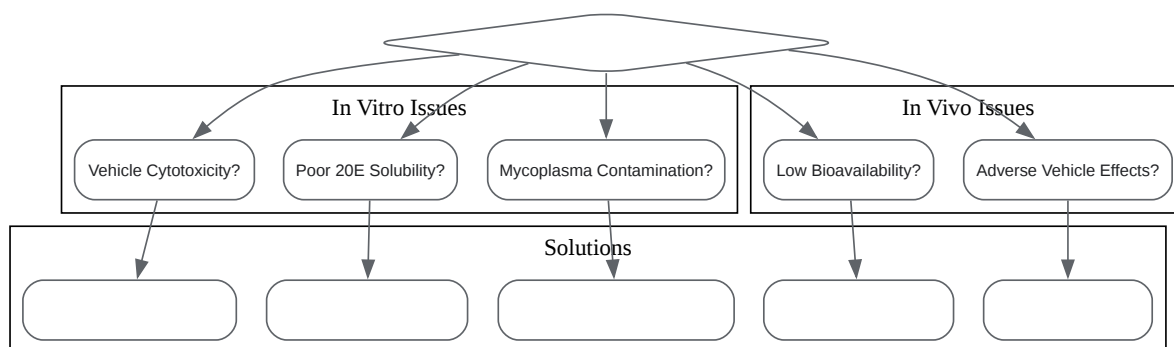 In Vitro Issues
In Vivo Issues
Vehicle Cytotoxicity?
Poor 20E Solubility?
Mycoplasma Contamination?
Low Bioavailability?
Adverse Vehicle Effects?
Solutions